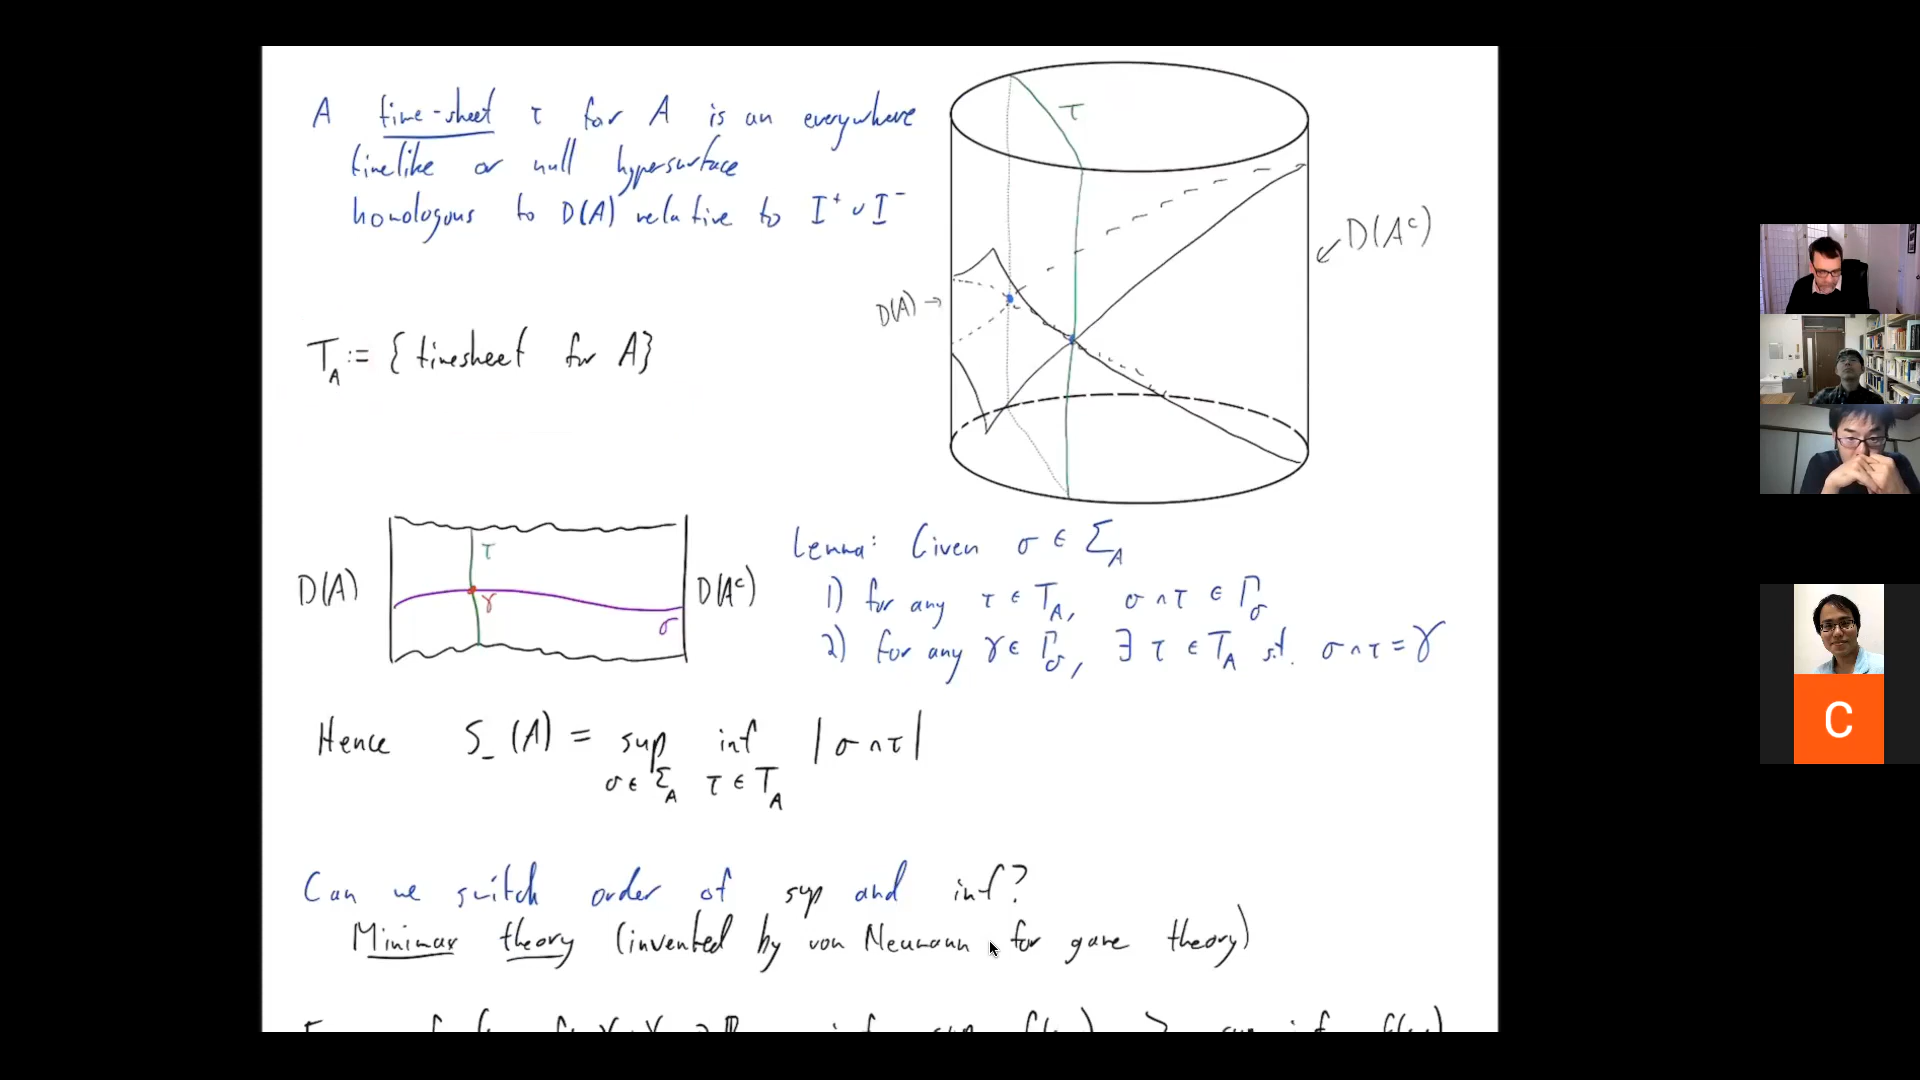 A time-sheet τ for A is an everywhere
timelike or null hypersurface
homologous to D(A) relative to I⁺ ∪ I⁻
τ
D(A^c)
D(A) →
T_A := { timesheet for A}
D(A)
τ
γ
σ
D(A^c)
Lemma: Given σ ∈ Σ_A
1) for any τ ∈ T_A, σ∩τ ∈ Γ_σ
2) for any γ ∈ Γ_σ, ∃ τ ∈ T_A s.t. σ∩τ = γ
Hence S_-(A) = sup inf |σ∩τ|
σ∈Σ_A τ∈T_A
Can we switch order of sup and inf?
Minimax theory (invented by von Neumann for game theory)
C